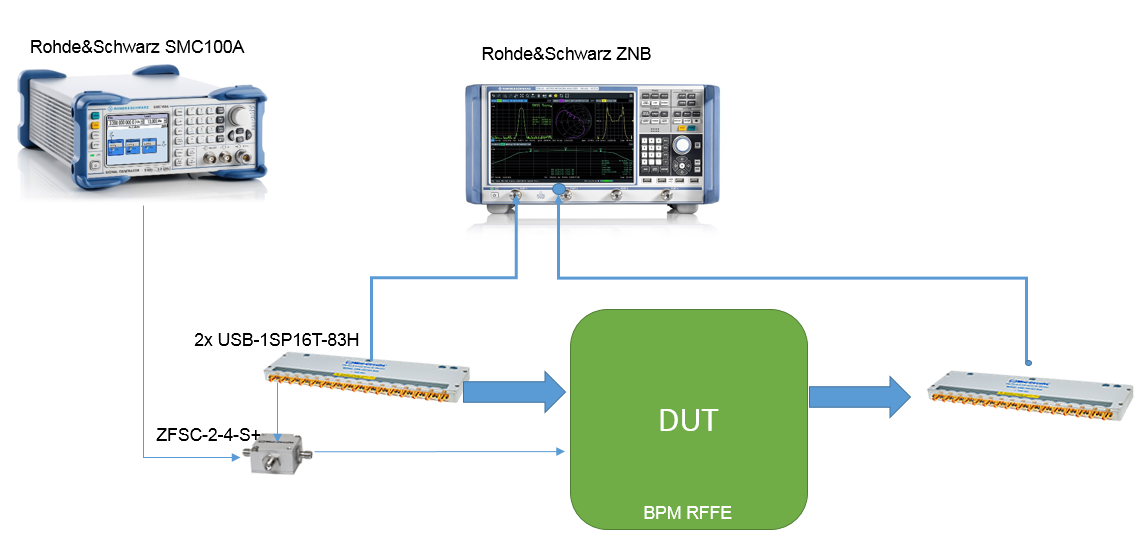 Rohde&Schwarz SMC100A
Rohde&Schwarz ZNB
2x USB-1SP16T-83H
ZFSC-2-4-S+
DUT
BPM RFFE